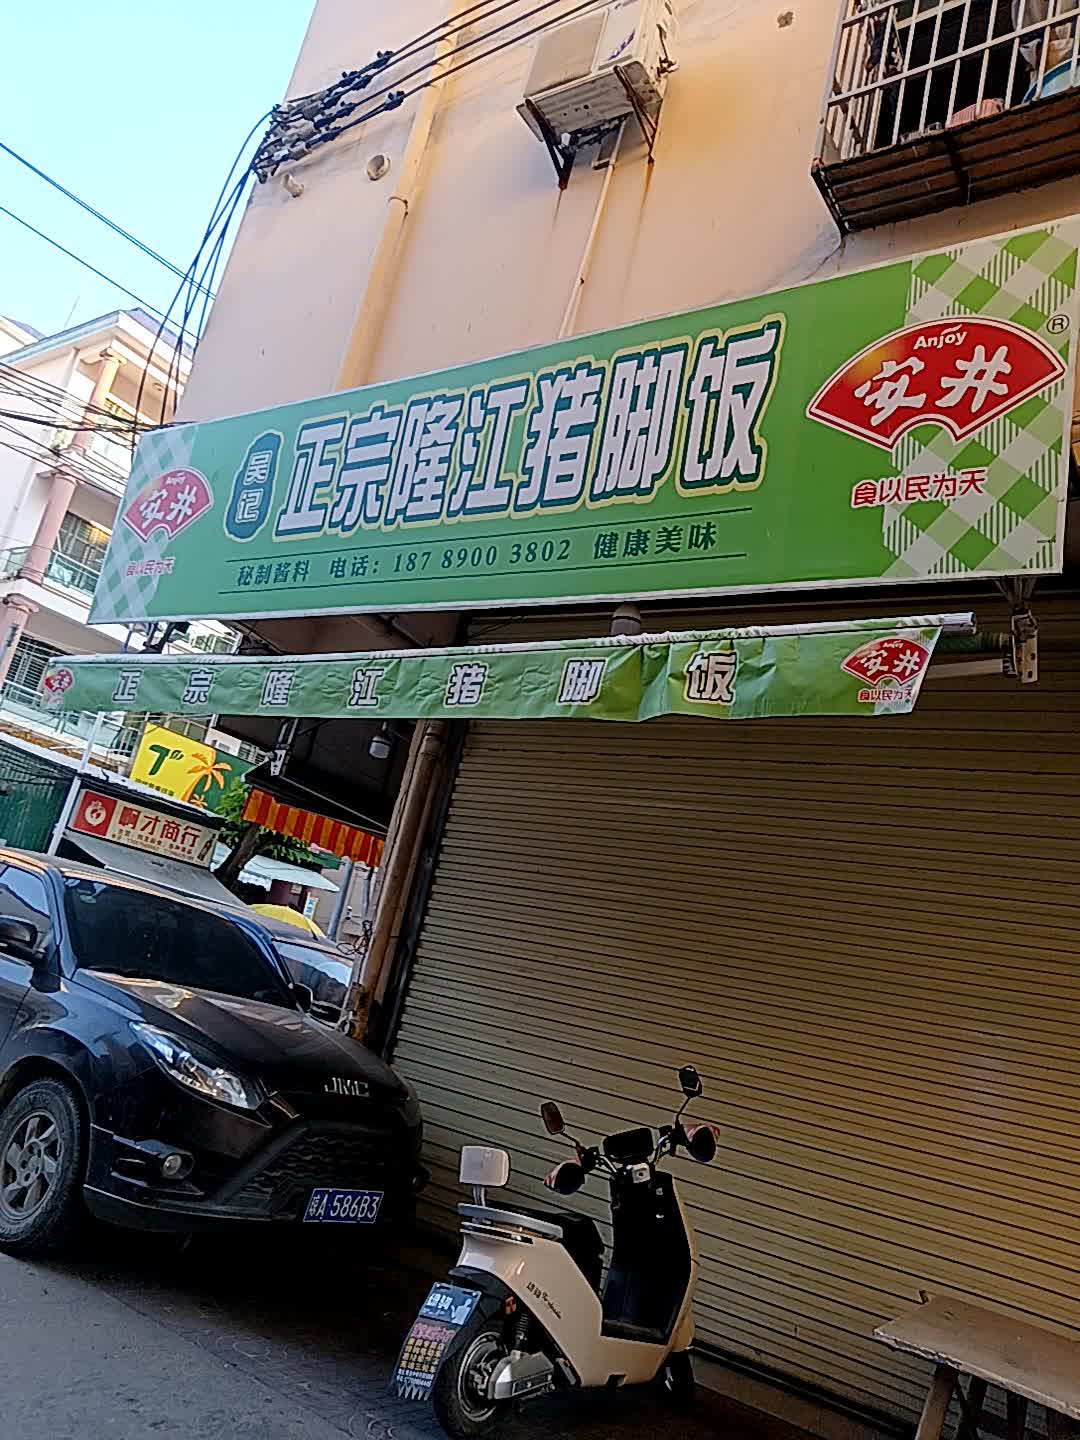 Anjoy
安井
®
食以民为天
吴记
正宗隆江猪脚饭
秘制酱料 电话：187 8900 3802 健康美味
Anjoy
安井
食以民为天
安井
正宗隆江猪脚饭
安井
食以民为天
T
才商行
JMC
琼A·586B3